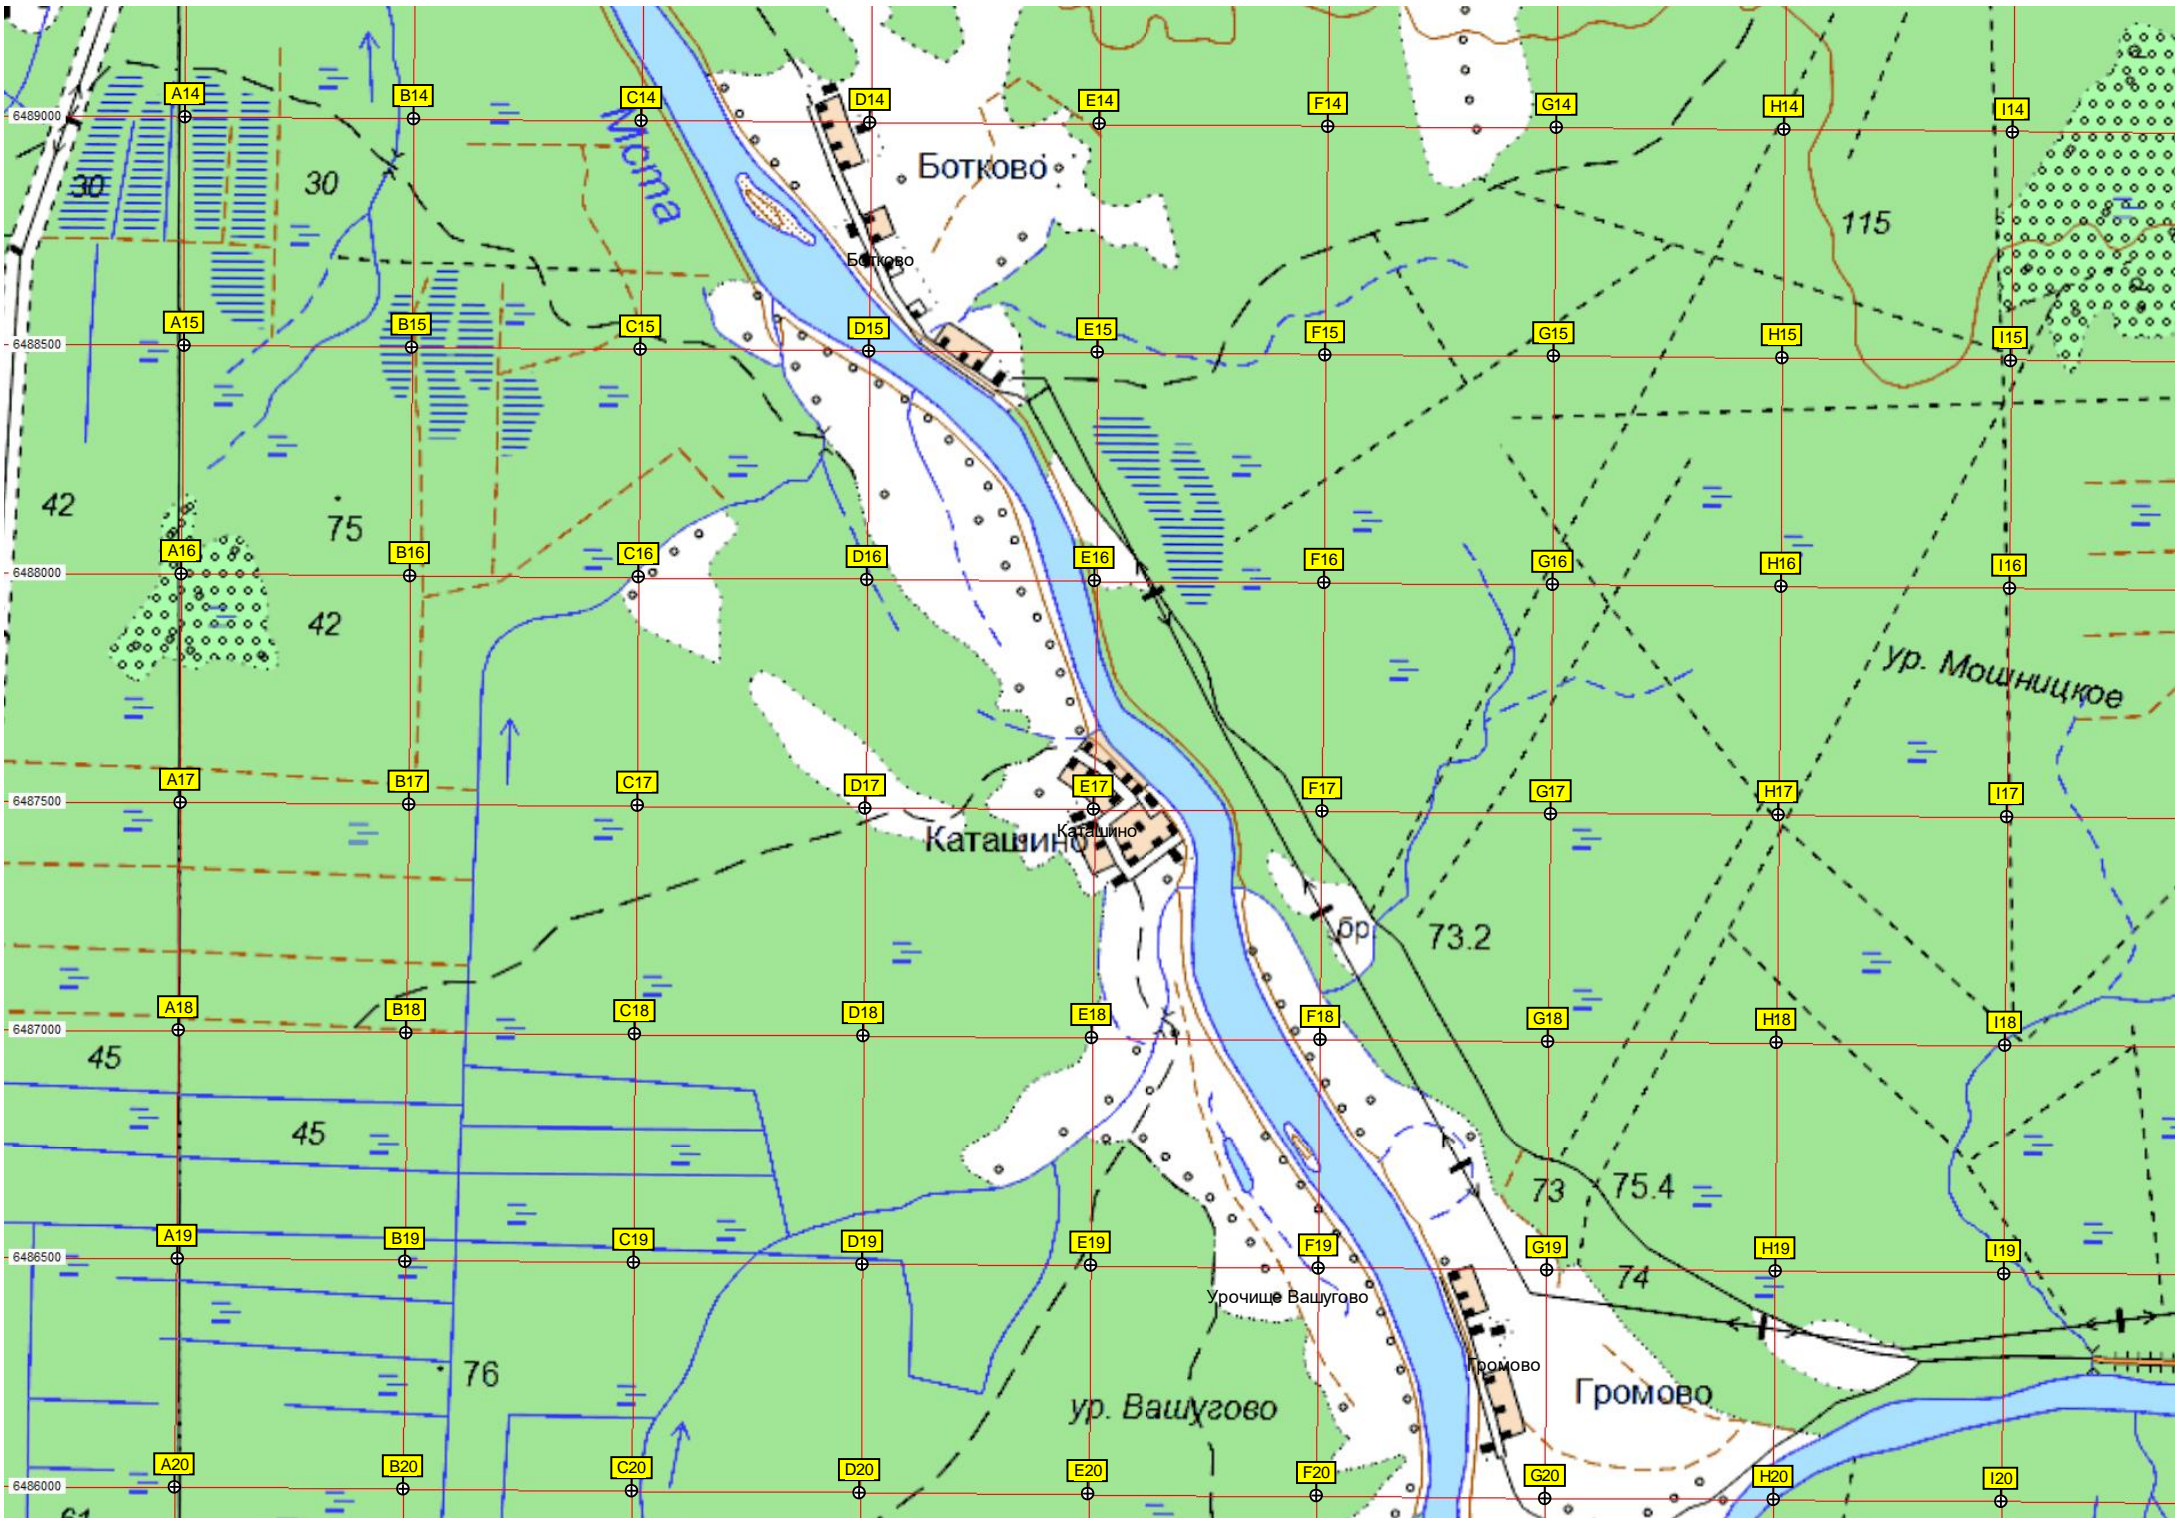 A14 B14 C14 D14 E14 F14 G14 H14 I14
6489000
Мста
Ботково
30 30
115
Ботково
A15 B15 C15 D15 E15 F15 G15 H15 I15
6488500
42 75
A16 B16 C16 D16 E16 F16 G16 H16 I16
6488000
42
ур. Мошницкое
A17 B17 C17 D17 E17 F17 G17 H17 I17
6487500
Каташино
Каташино
бр. 73.2
A18 B18 C18 D18 E18 F18 G18 H18 I18
6487000
45
45
73 75.4
A19 B19 C19 D19 E19 F19 G19 H19 I19
6486500
74
Урочище Вашугово
Громово
76
Громово
ур. Вашугово
A20 B20 C20 D20 E20 F20 G20 H20 I20
6486000
61